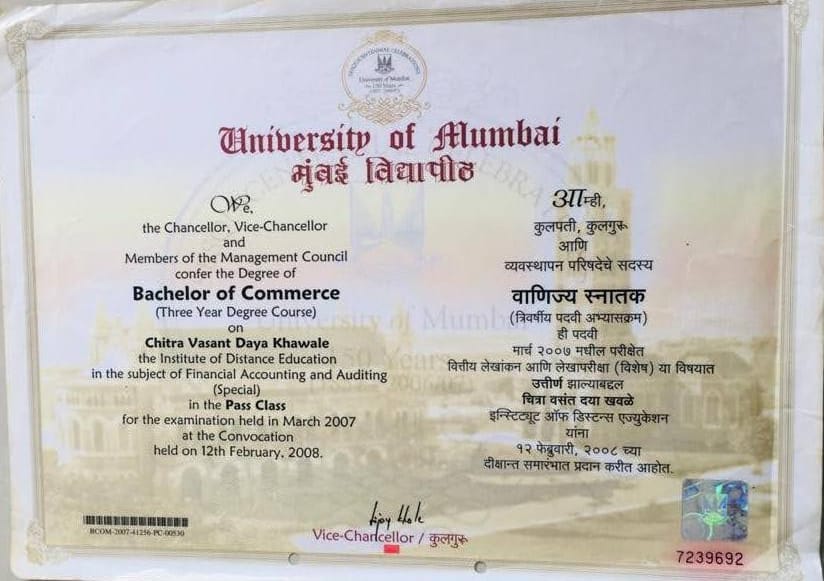 University of Mumbai
University of Mumbai
मुंबई विद्यापीठ
We,
the Chancellor, Vice-Chancellor
and
Members of the Management Council
confer the Degree of
Bachelor of Commerce
(Three Year Degree Course)
on
Chitra Vasant Daya Khawale
the Institute of Distance Education
in the subject of Financial Accounting and Auditing
(Special)
in the Pass Class
for the examination held in March 2007
at the Convocation
held on 12th February, 2008.
आम्ही,
कुलपती, कुलगुरू
आणि
व्यवस्थापन परिषदेचे सदस्य
वाणिज्य स्नातक
(त्रिवर्षीय पदवी अभ्यासक्रम)
ही पदवी
मार्च २००७ मधील परीक्षेत
वित्तीय लेखांकन आणि लेखापरीक्षा (विशेष) या विषयात
उत्तीर्ण झाल्याबद्दल
चित्रा वसंत दया खवळे
इन्स्टिट्यूट ऑफ डिस्टन्स एज्युकेशन
यांना
१२ फेब्रुवारी, २००८ च्या
दीक्षान्त समारंभात प्रदान करीत आहोत.
BCOM-2007-41256-PC-00530
Vice-Chancellor / कुलगुरू
7239692